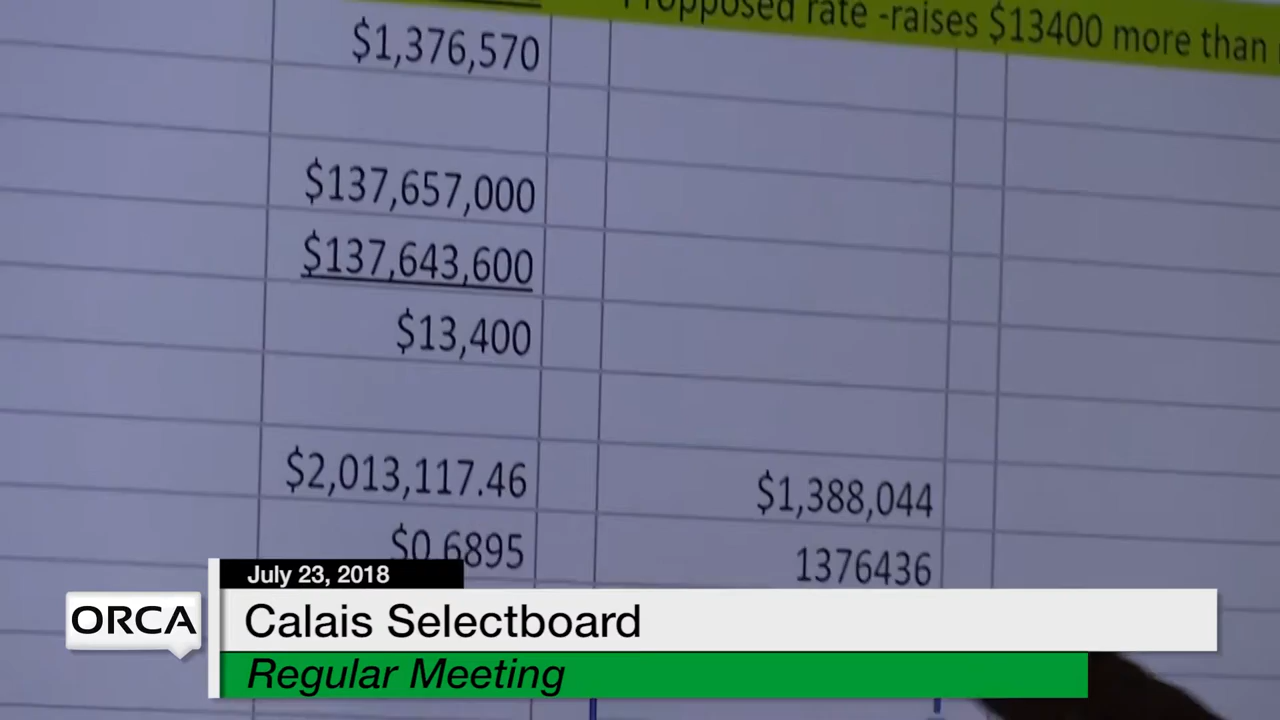 Propposed rate -raises $13400 more than
$1,376,570
$137,657,000
$137,643,600
$13,400
$2,013,117.46 $1,388,044
$0.6895 1376436
July 23, 2018
ORCA
Calais Selectboard
Regular Meeting